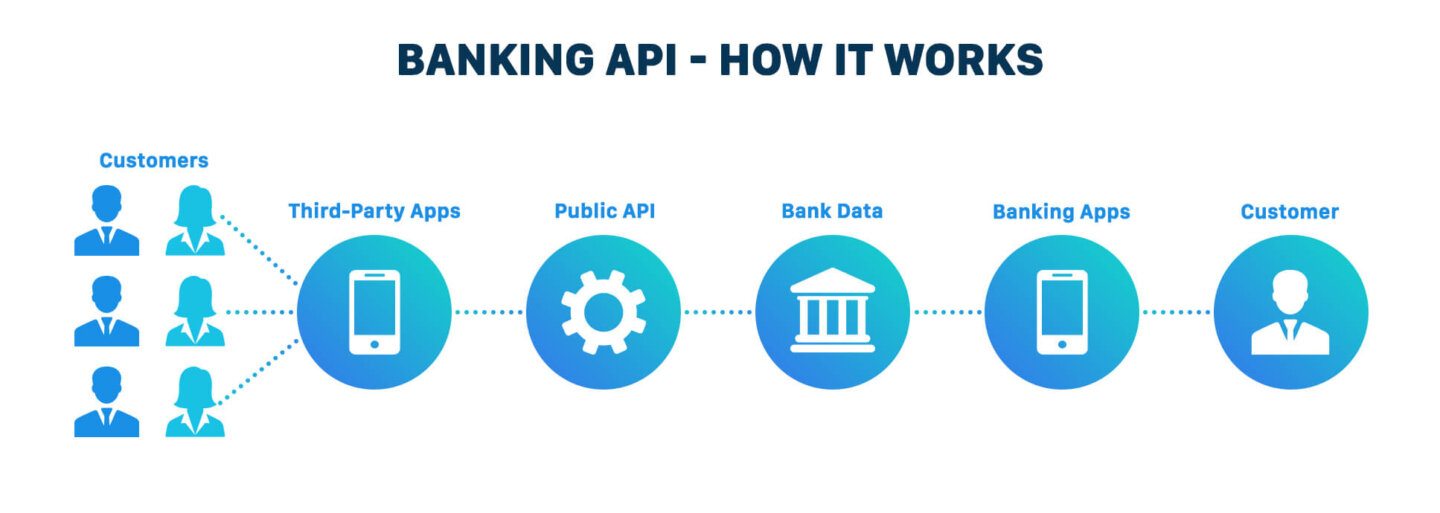 BANKING API - HOW IT WORKS
Customers
Third-Party Apps
Public API
Bank Data
Banking Apps
Customer